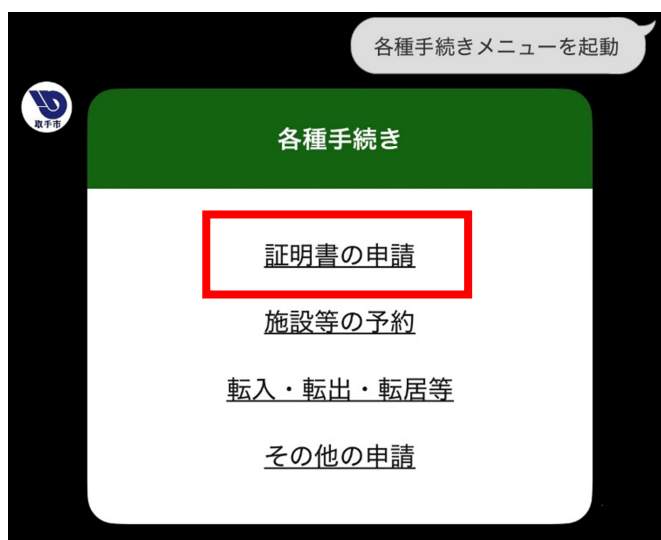 各種手続きメニューを起動
取手市
各種手続き
証明書の申請
施設等の予約
転入・転出・転居等
その他の申請